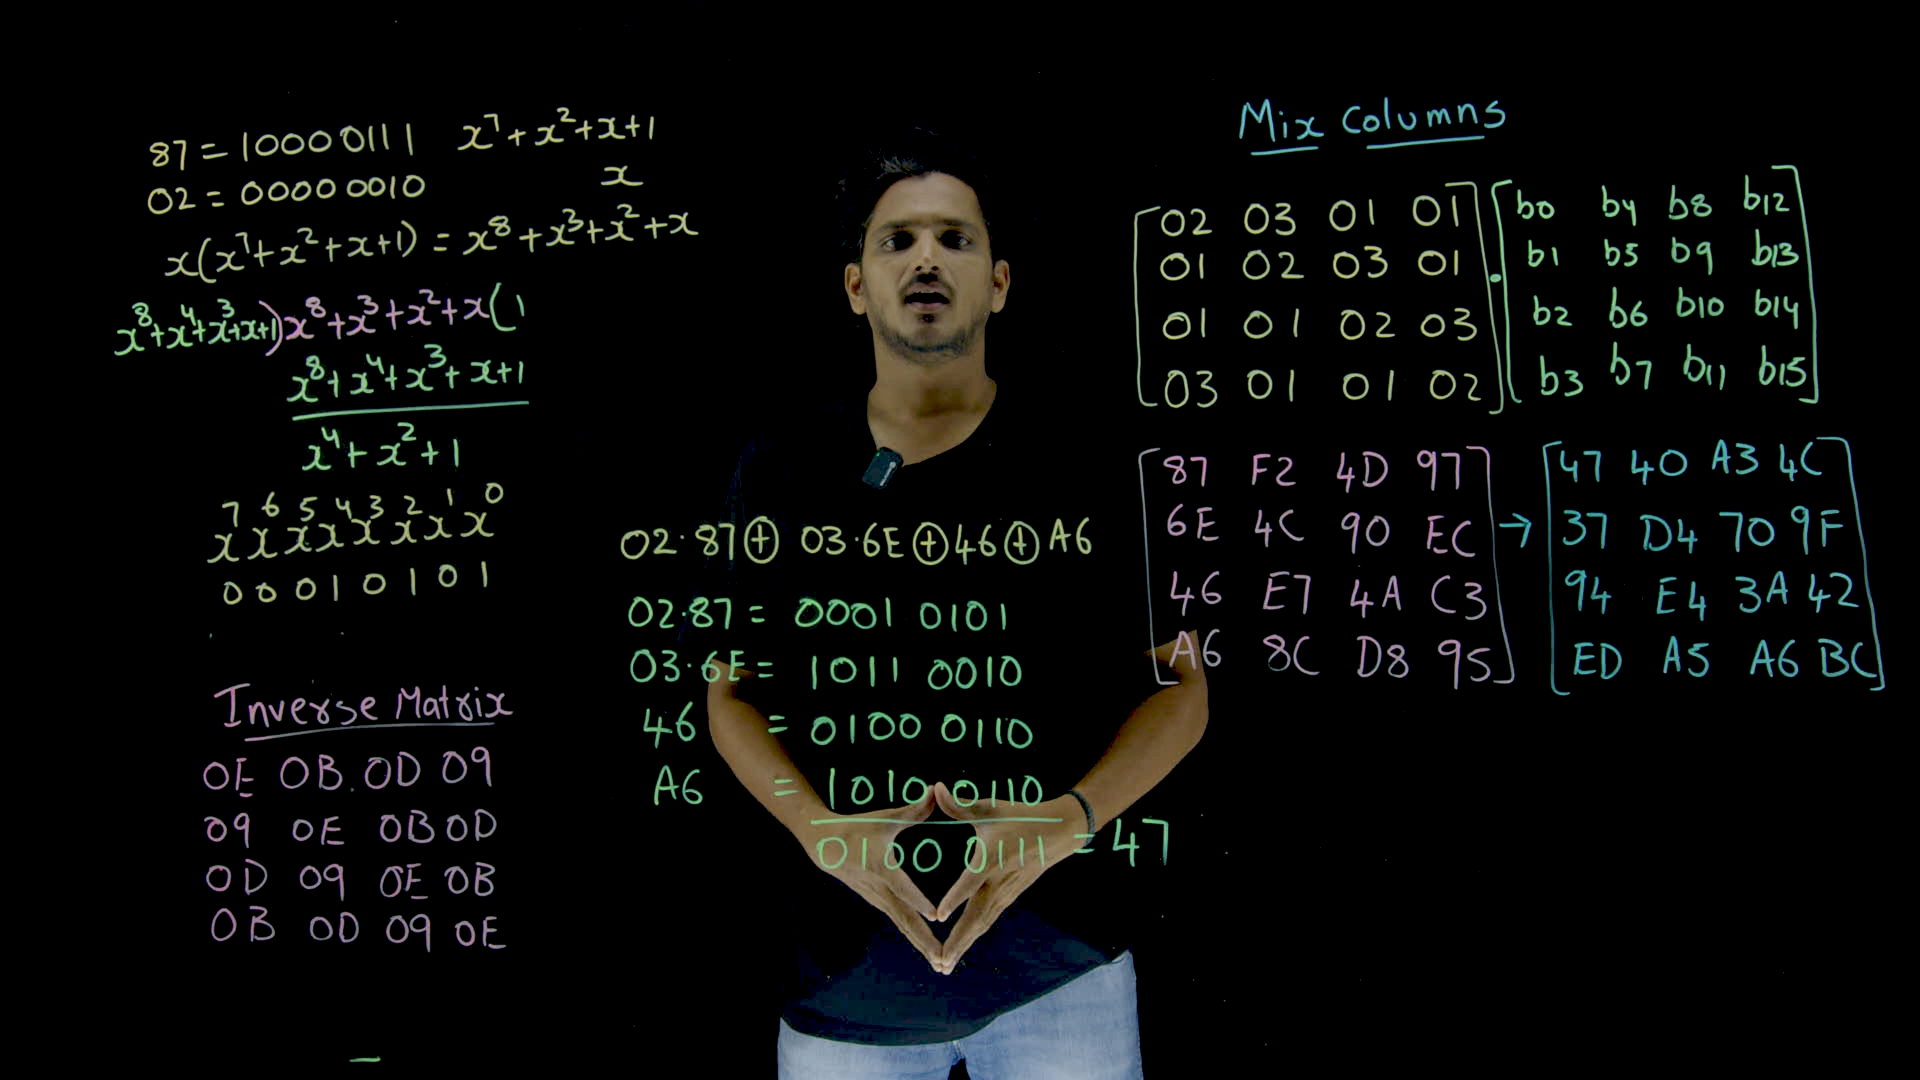 87 = 10000111 x⁷+x²+x+1
02 = 00000010 x
x(x⁷+x²+x+1) = x⁸+x³+x²+x
x⁸+x⁴+x³+x+1)x⁸+x³+x²+x(1
x⁸+x⁴+x³+x+1
x⁴+x²+1
x⁷ x⁶ x⁵ x⁴ x³ x² x¹ x⁰
0 0 0 1 0 1 0 1
Inverse Matrix
0E 0B 0D 09
09 0E 0B 0D
0D 09 0E 0B
0B 0D 09 0E
02·87 ⊕ 03·6E ⊕ 46 ⊕ A6
02·87 = 0001 0101
03·6E = 1011 0010
46 = 0100 0110
A6 = 1010 0110
0100 0111 = 47
Mix Columns
02 03 01 01 b0 b4 b8 b12
01 02 03 01 . b1 b5 b9 b13
01 01 02 03 b2 b6 b10 b14
03 01 01 02 b3 b7 b11 b15
87 F2 4D 97 47 40 A3 4C
6E 4C 90 EC → 37 D4 70 9F
46 E7 4A C3 94 E4 3A 42
A6 8C D8 95 ED A5 A6 BC